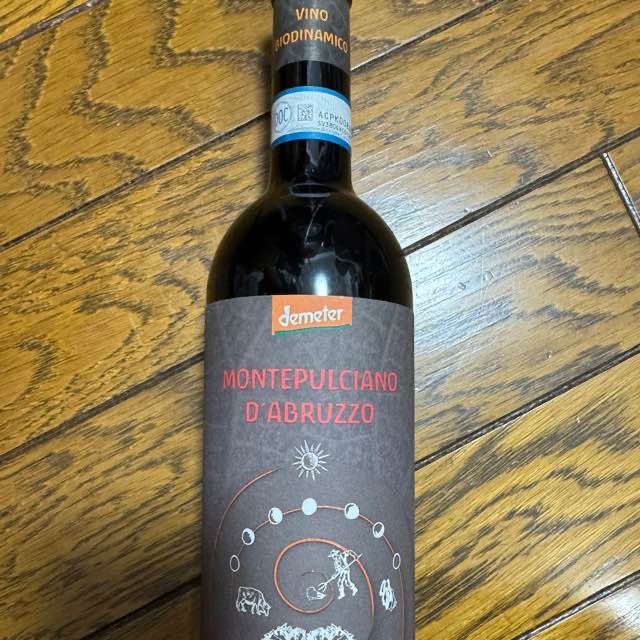 VINO
BIODINAMICO
DOC
demeter
MONTEPULCIANO
D'ABRUZZO